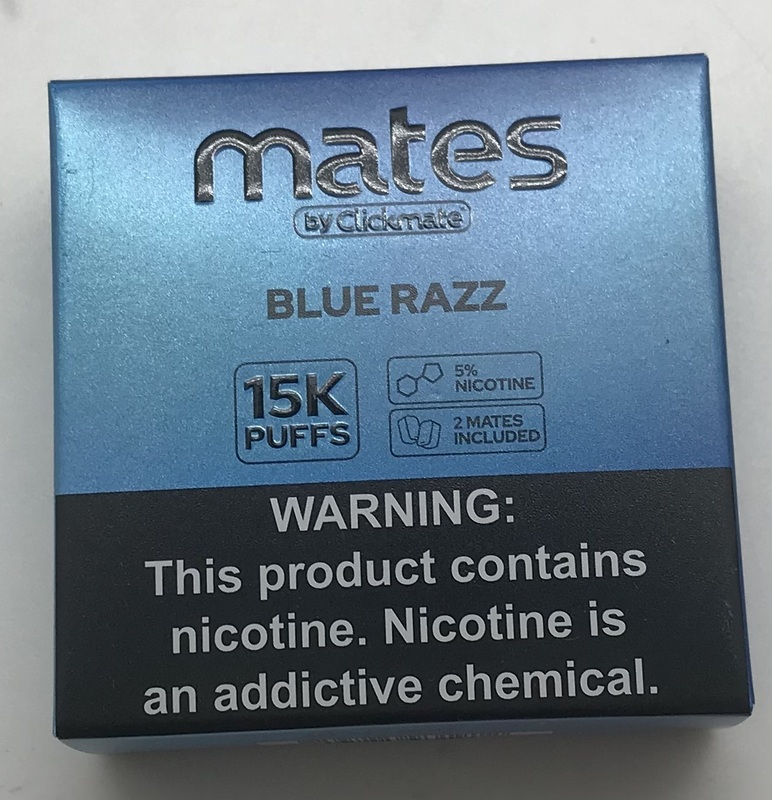 mates
by Clickmate
BLUE RAZZ
15K
PUFFS
5%
NICOTINE
2 MATES
INCLUDED
WARNING:
This product contains
nicotine. Nicotine is
an addictive chemical.